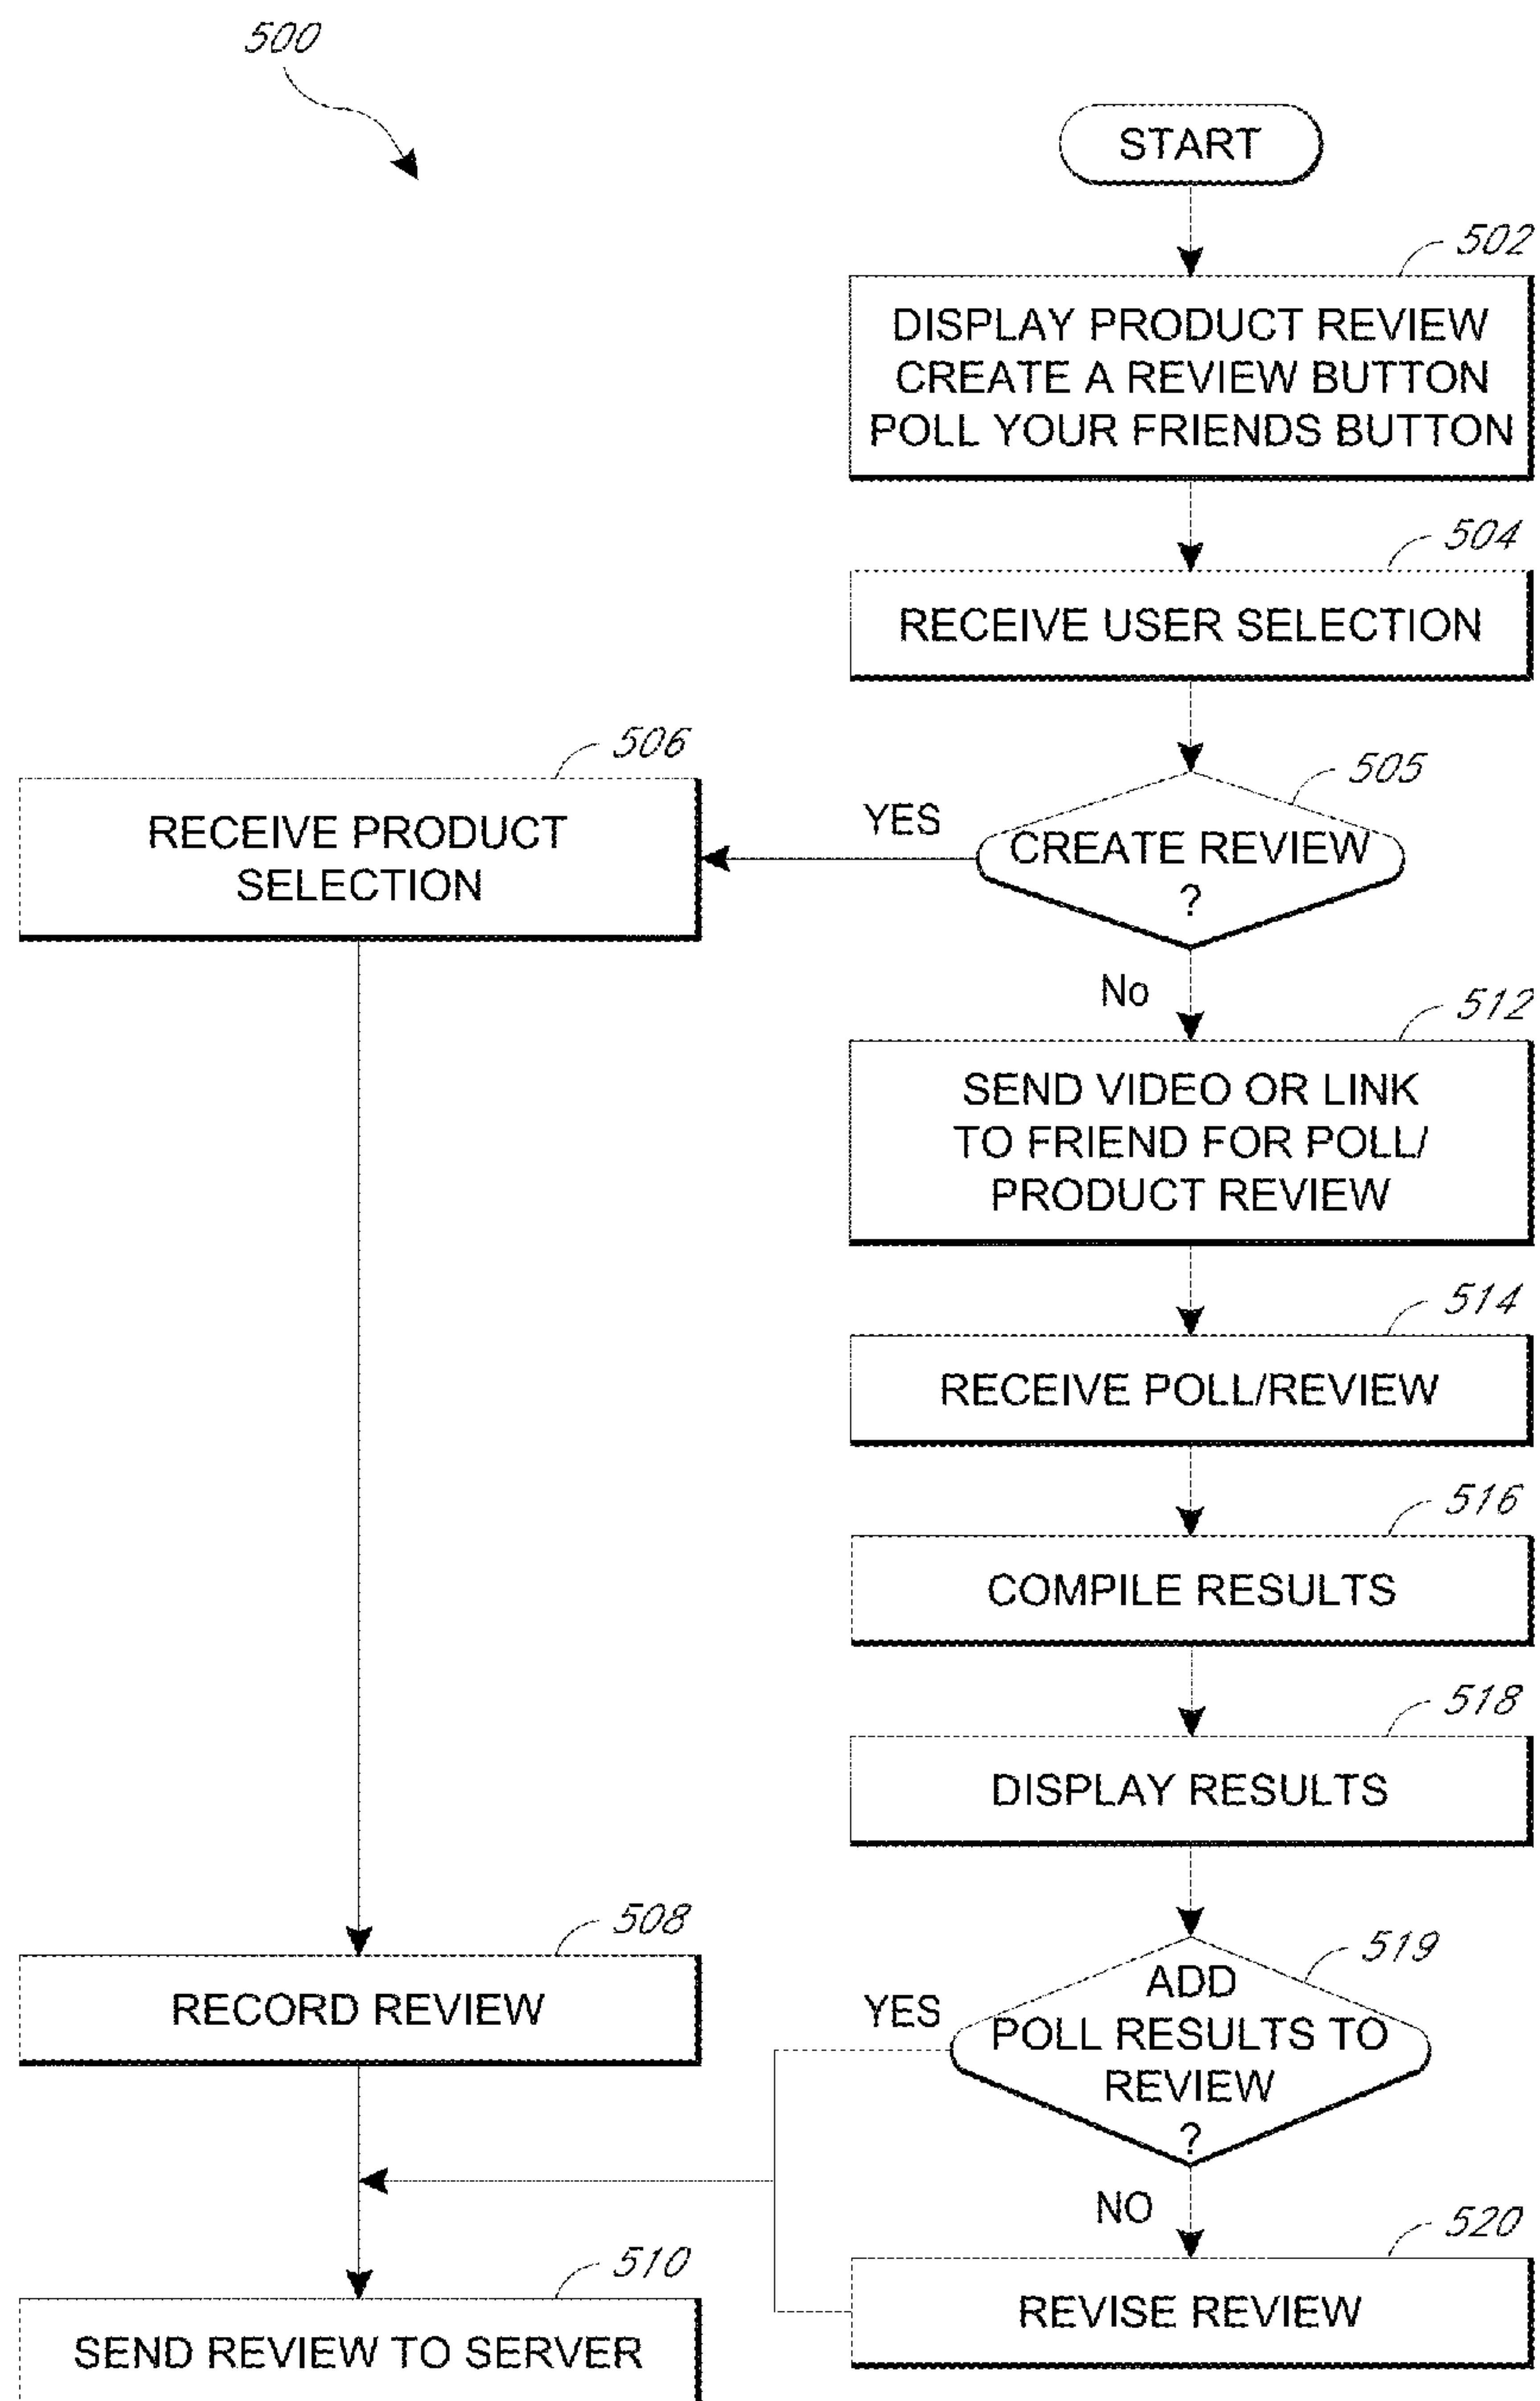 500
START
502
DISPLAY PRODUCT REVIEW
CREATE A REVIEW BUTTON
POLL YOUR FRIENDS BUTTON
504
RECEIVE USER SELECTION
505
CREATE REVIEW
?
YES
506
RECEIVE PRODUCT
SELECTION
No
512
SEND VIDEO OR LINK
TO FRIEND FOR POLL/
PRODUCT REVIEW
514
RECEIVE POLL/REVIEW
516
COMPILE RESULTS
518
DISPLAY RESULTS
508
RECORD REVIEW
519
ADD
POLL RESULTS TO
REVIEW
?
YES
NO
520
REVISE REVIEW
510
SEND REVIEW TO SERVER